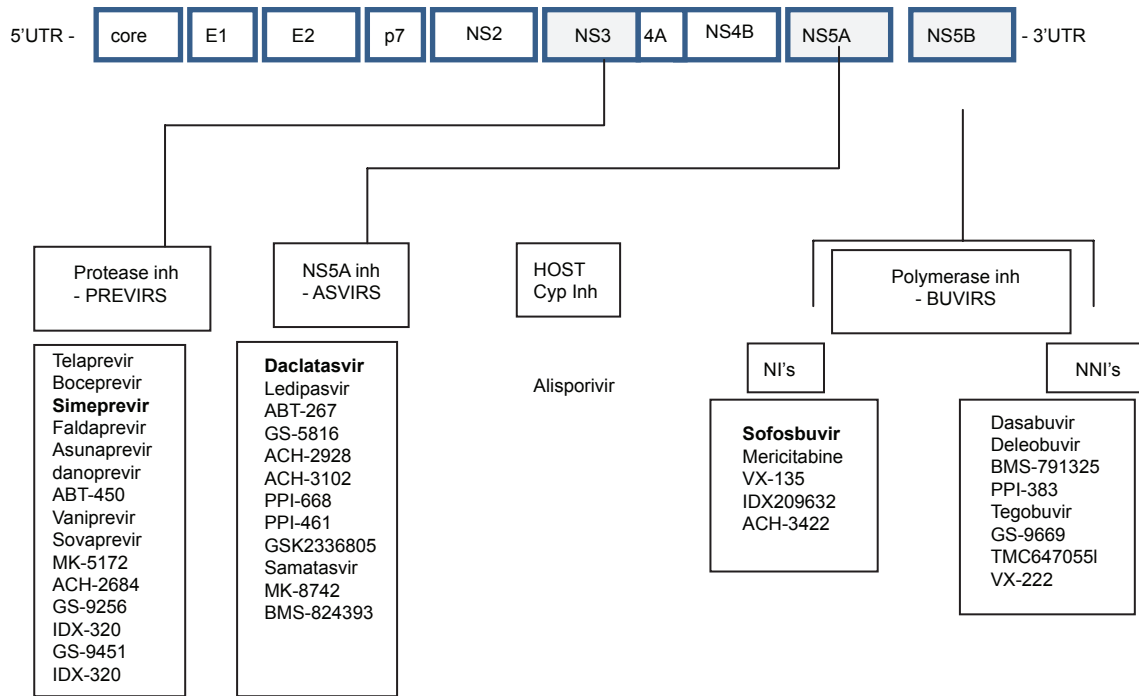 5'UTR - core E1 E2 p7 NS2 NS3 4A NS4B NS5A NS5B - 3'UTR
Protease inh
- PREVIRS
Telaprevir
Boceprevir
Simeprevir
Faldaprevir
Asunaprevir
danoprevir
ABT-450
Vaniprevir
Sovaprevir
MK-5172
ACH-2684
GS-9256
IDX-320
GS-9451
IDX-320
NS5A inh
- ASVIRS
Daclatasvir
Ledipasvir
ABT-267
GS-5816
ACH-2928
ACH-3102
PPI-668
PPI-461
GSK2336805
Samatasvir
MK-8742
BMS-824393
HOST
Cyp Inh
Alisporivir
Polymerase inh
- BUVIRS
NI's
Sofosbuvir
Mericitabine
VX-135
IDX209632
ACH-3422
NNI's
Dasabuvir
Deleobuvir
BMS-791325
PPI-383
Tegobuvir
GS-9669
TMC647055I
VX-222